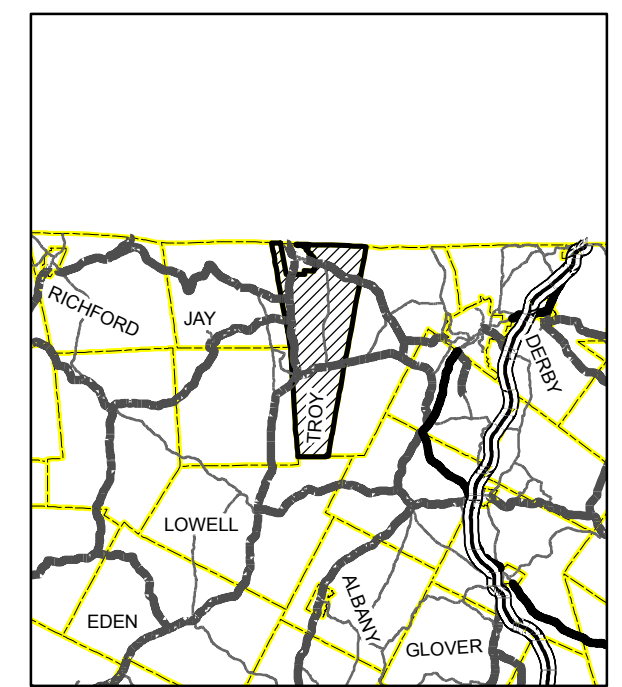 RICHFORD
JAY
TROY
DERBY
LOWELL
ALBANY
EDEN
GLOVER